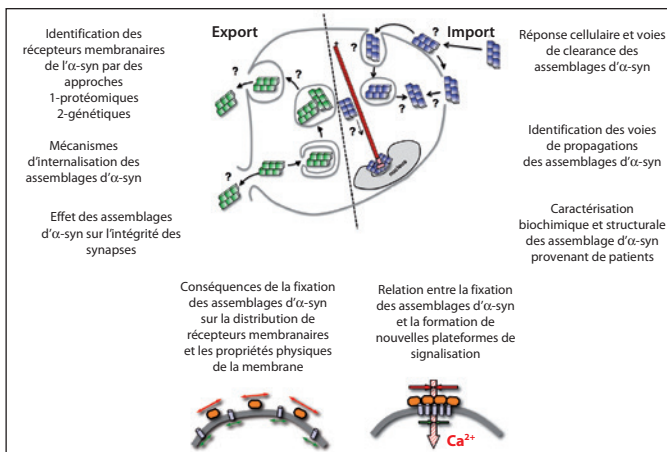 Identification des
récepteurs membranaires
de l'α-syn par des
approches
1-protéomiques
2-génétiques
Mécanismes
d'internalisation des
assemblages d'α-syn
Effet des assemblages
d'α-syn sur l'intégrité des
synapses
Export
Import
?
?
?
?
?
?
?
?
?
?
Réponse cellulaire et voies
de clearance des
assemblages d'α-syn
Identification des voies
de propagations
des assemblages d'α-syn
Caractérisation
biochimique et structurale
des assemblage d'α-syn
provenant de patients
Conséquences de la fixation
des assemblages d'α-syn
sur la distribution de
récepteurs membranaires
et les propriétés physiques
de la membrane
Relation entre la fixation
des assemblages d'α-syn
et la formation de
nouvelles plateformes de
signalisation
Ca²⁺